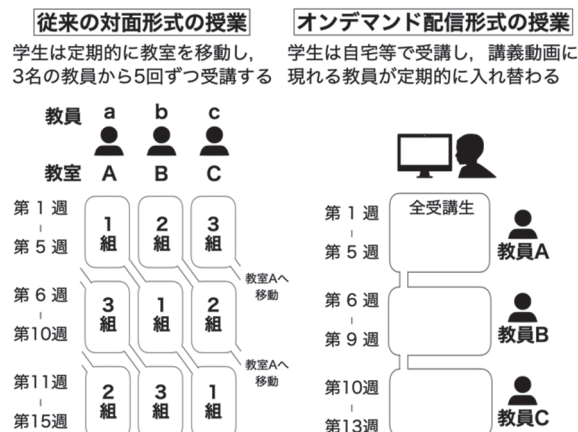 従来の対面形式の授業
学生は定期的に教室を移動し,
3名の教員から5回ずつ受講する
教員 a b c
教室 A B C
第 1 週
第 5 週
1組 2組 3組
教室Aへ
移動
第 6 週
第10週
3組 1組 2組
教室Aへ
移動
第11週
第15週
2組 3組 1組
オンデマンド配信形式の授業
学生は自宅等で受講し, 講義動画に
現れる教員が定期的に入れ替わる
全受講生
第 1 週
第 5 週
教員A
第 6 週
第 9 週
教員B
第10週
第13週
教員C